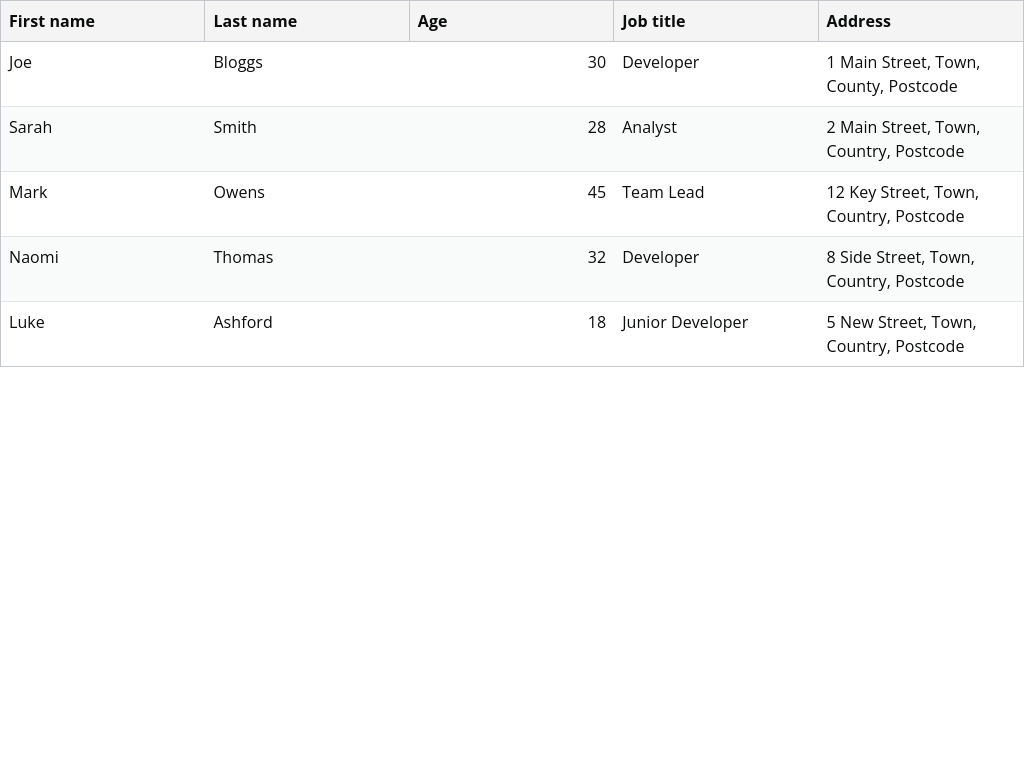 First name Last name Age Job title Address
Joe Bloggs 30 Developer 1 Main Street, Town,
County, Postcode
Sarah Smith 28 Analyst 2 Main Street, Town,
Country, Postcode
Mark Owens 45 Team Lead 12 Key Street, Town,
Country, Postcode
Naomi Thomas 32 Developer 8 Side Street, Town,
Country, Postcode
Luke Ashford 18 Junior Developer 5 New Street, Town,
Country, Postcode